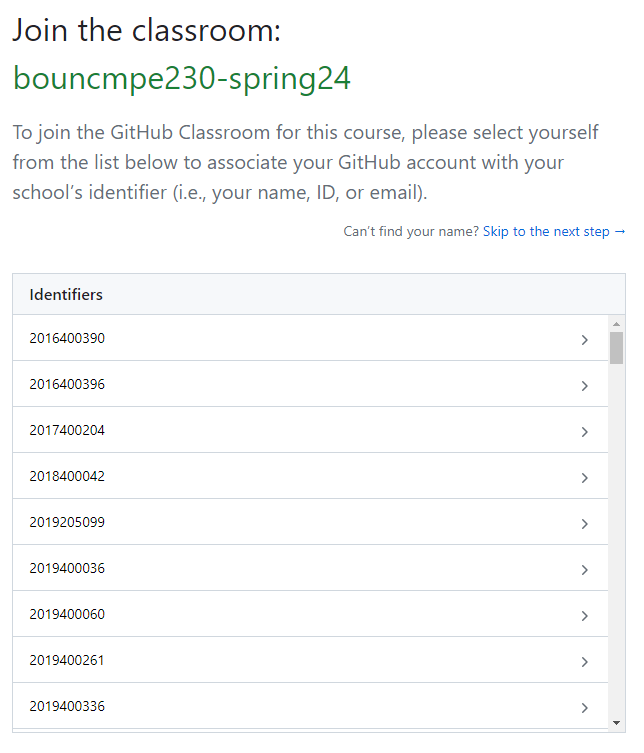 Join the classroom:
bouncmpe230-spring24
To join the GitHub Classroom for this course, please select yourself
from the list below to associate your GitHub account with your
school's identifier (i.e., your name, ID, or email).
Can't find your name? Skip to the next step →
Identifiers
2016400390
2016400396
2017400204
2018400042
2019205099
2019400036
2019400060
2019400261
2019400336